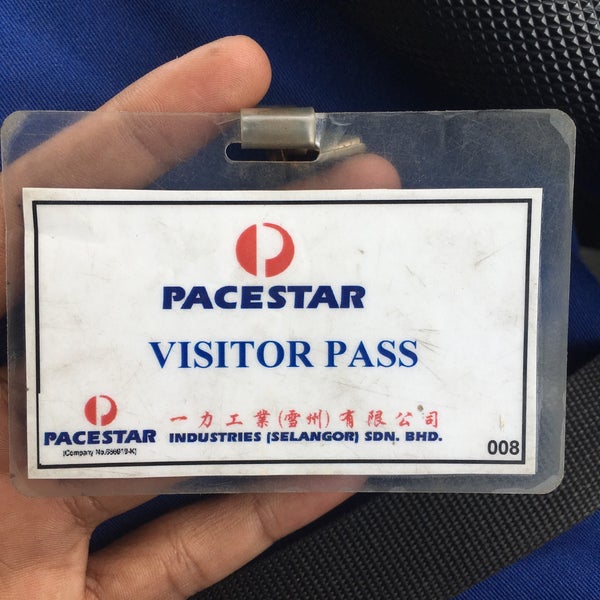 PACESTAR
VISITOR PASS
一力工業(雪州)有限公司
PACESTAR INDUSTRIES (SELANGOR) SDN. BHD.
008